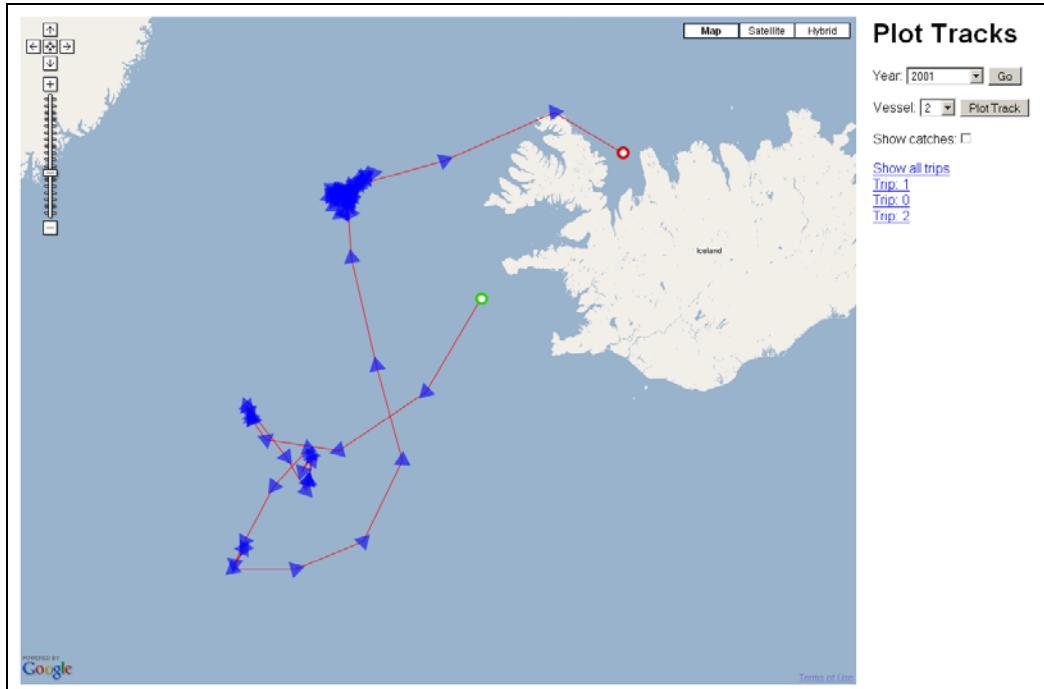 Map Satellite Hybrid
Plot Tracks
Year: 2001 Go
Vessel: 2 Plot Track
Show catches:
Show all trips
Trip: 1
Trip: 0
Trip: 2
Iceland
POWERED BY
Google
Terms of Use